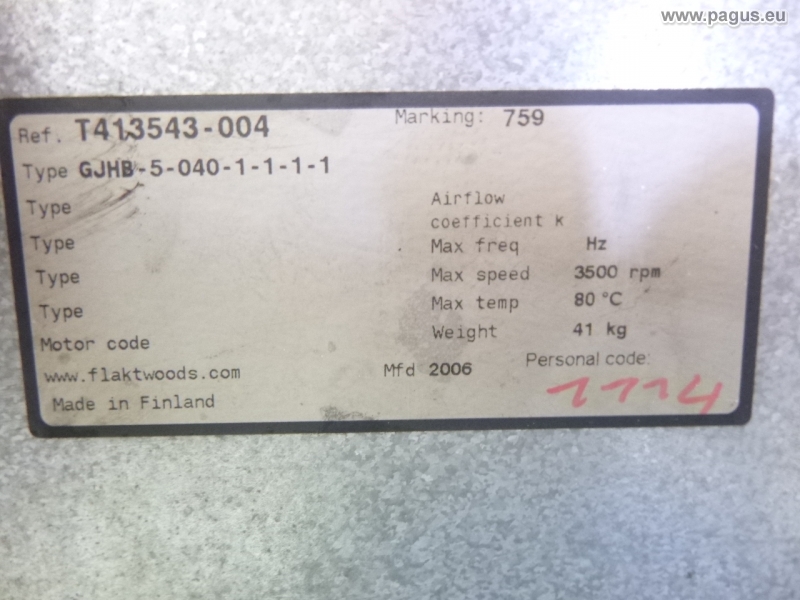 www.pagus.eu
Ref. T413543-004
Marking: 759
Type GJHB-5-040-1-1-1-1
Type
Type
Type
Type
Motor code
www.flaktwoods.com
Made in Finland
Airflow
coefficient k
Max freq Hz
Max speed 3500 rpm
Max temp 80 °C
Weight 41 kg
Mfd 2006
Personal code:
1114